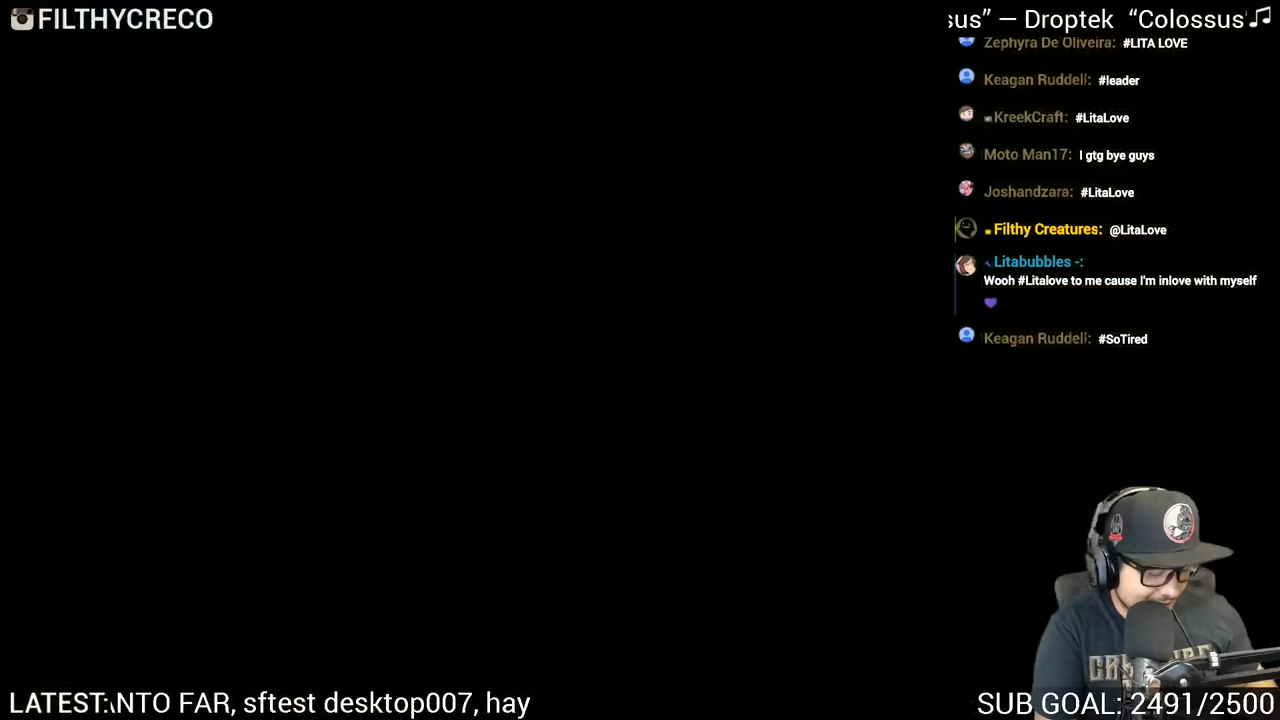 FILTHYCRECO
sus” — Droptek “Colossus
Zephyra De Oliveira: #LITA LOVE
Keagan Ruddell: #leader
KreekCraft: #LitaLove
Moto Man17: I gtg bye guys
Joshandzara: #LitaLove
Filthy Creatures: @LitaLove
Litabubbles -:
Wooh #Litalove to me cause I'm inlove with myself
Keagan Ruddell: #SoTired
LATEST: NTO FAR, sftest desktop007, hay
SUB GOAL: 2491/2500